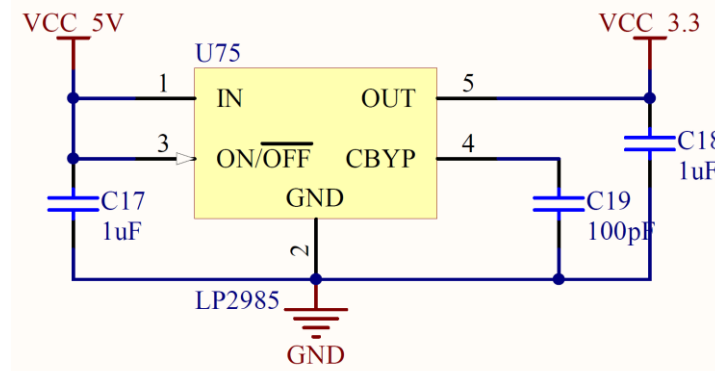 VCC_5V
VCC_3.3
U75
1
IN
OUT
5
3
ON/OFF
CBYP
4
GND
2
C17
1uF
C19
100pF
C18
1uF
LP2985
GND